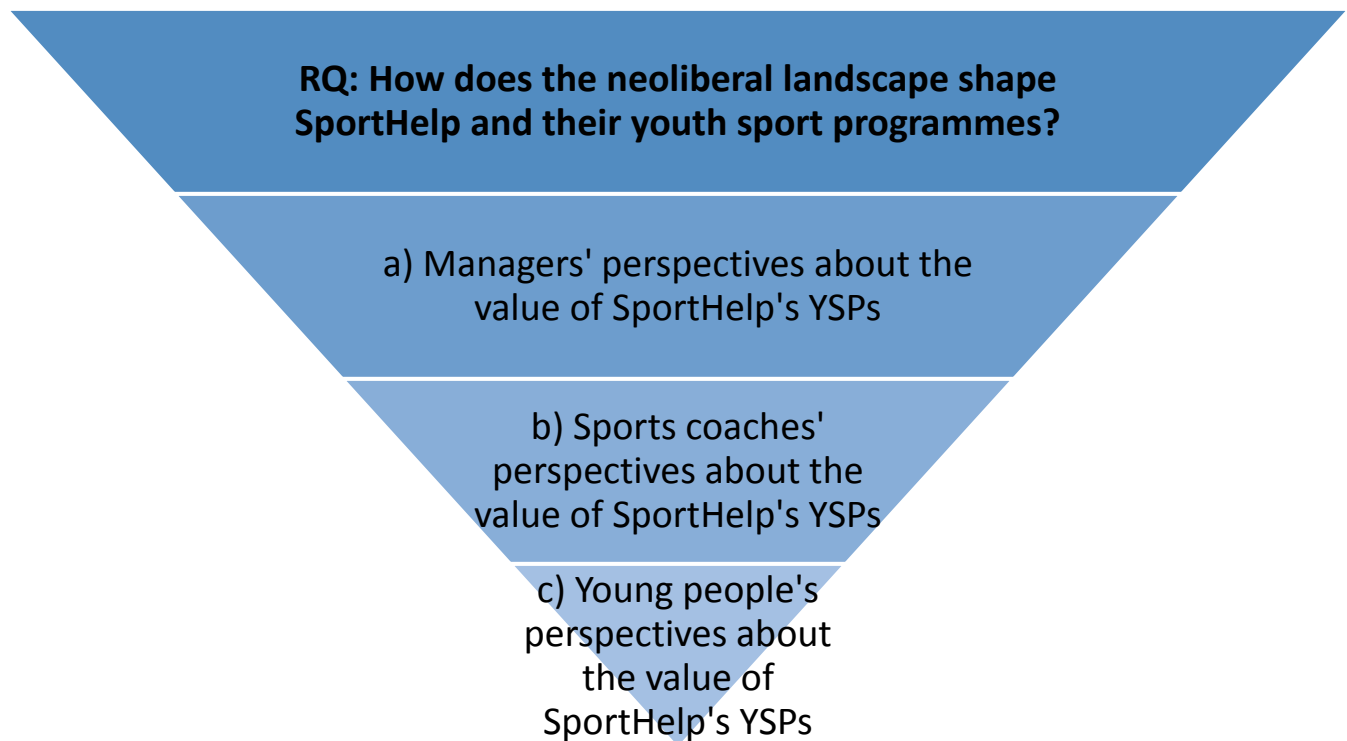 RQ: How does the neoliberal landscape shape
SportHelp and their youth sport programmes?
a) Managers' perspectives about the
value of SportHelp's YSPs
b) Sports coaches'
perspectives about the
value of SportHelp's YSPs
c) Young people's
perspectives about
the value of
SportHelp's YSPs